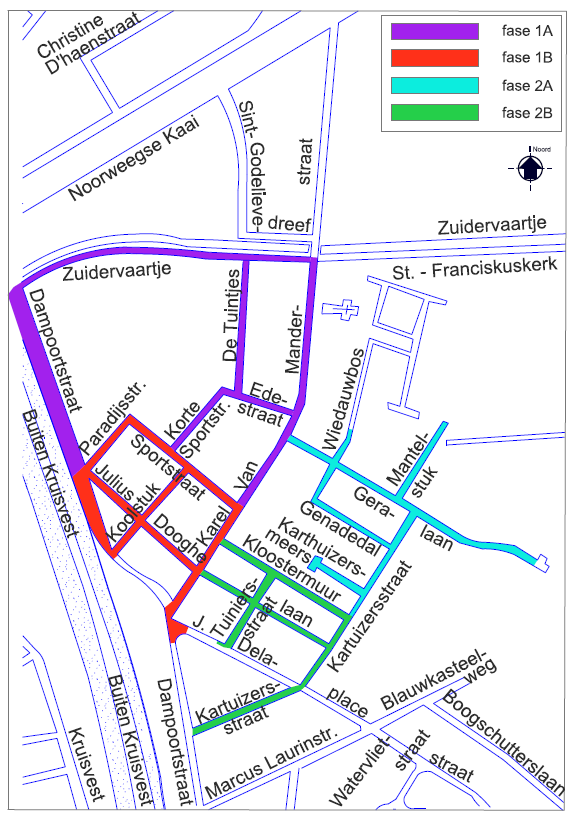 fase 1A
fase 1B
fase 2A
fase 2B
Noord
Christine
D'haenstraat
Noorweegse Kaai
Sint- Godelieve-
dreef
straat
Zuidervaartje
Zuidervaartje
St. - Franciskuskerk
Dampoortstraat
De Tuintjes
Mander-
Ede-
straat
Wiedauwbos
Buiten Kruisvest
Paradijsstr.
Korte
Sportstr.
Sportstraat
Van
Mantel-
stuk
Julius
Koolstuk
Dooghe
Karel
Gera-
laan
Genadedal
Karthuizers-
meers
Kloostermuur
Kartuizersstraat
J.
Tuiniers-
straat
laan
Dela-
place
Kartuizers-
straat
Dampoortstraat
Buiten Kruisvest
Kruisvest
Marcus Laurinstr.
Blauwkasteel-
weg
Boogschutterslaan
Watervliet-
straat
straat